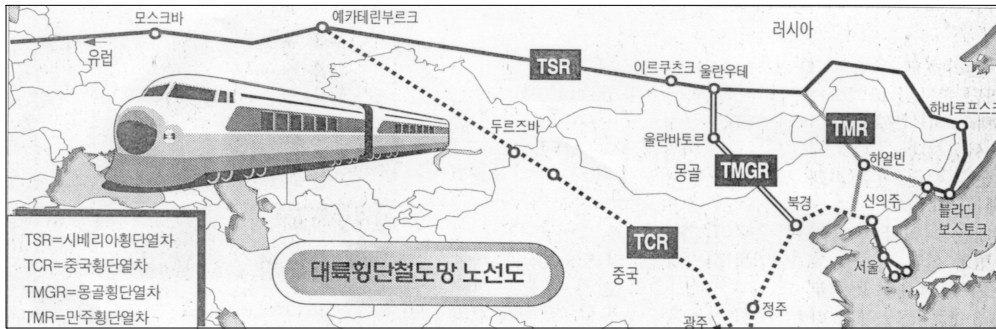 모스크바
예카테린부르크
러시아
유럽
TSR
이르쿠츠크
울란우데
하바로프스크
두르즈바
울란바토르
TMR
하얼빈
몽골
TMGR
북경
신의주
블라디
보스토크
TSR=시베리아횡단열차
TCR=중국횡단열차
TMGR=몽골횡단열차
TMR=만주횡단열차
대륙횡단철도망 노선도
TCR
중국
서울
정주
광주